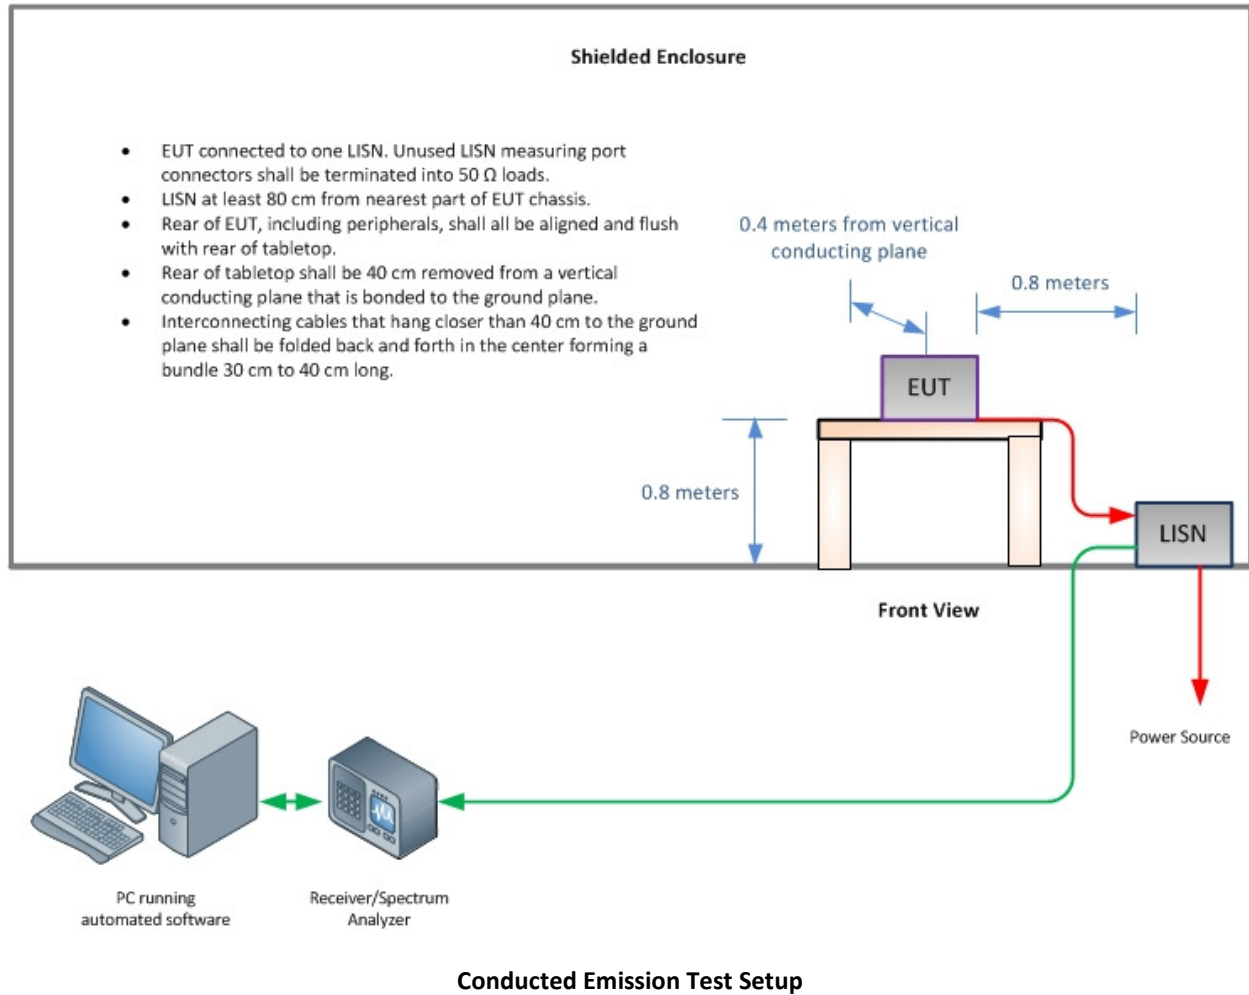 Shielded Enclosure
• EUT connected to one LISN. Unused LISN measuring port
connectors shall be terminated into 50 Ω loads.
• LISN at least 80 cm from nearest part of EUT chassis.
• Rear of EUT, including peripherals, shall all be aligned and flush
with rear of tabletop.
• Rear of tabletop shall be 40 cm removed from a vertical
conducting plane that is bonded to the ground plane.
• Interconnecting cables that hang closer than 40 cm to the ground
plane shall be folded back and forth in the center forming a
bundle 30 cm to 40 cm long.
0.4 meters from vertical
conducting plane
0.8 meters
EUT
0.8 meters
LISN
Front View
Power Source
PC running
automated software
Receiver/Spectrum
Analyzer
Conducted Emission Test Setup